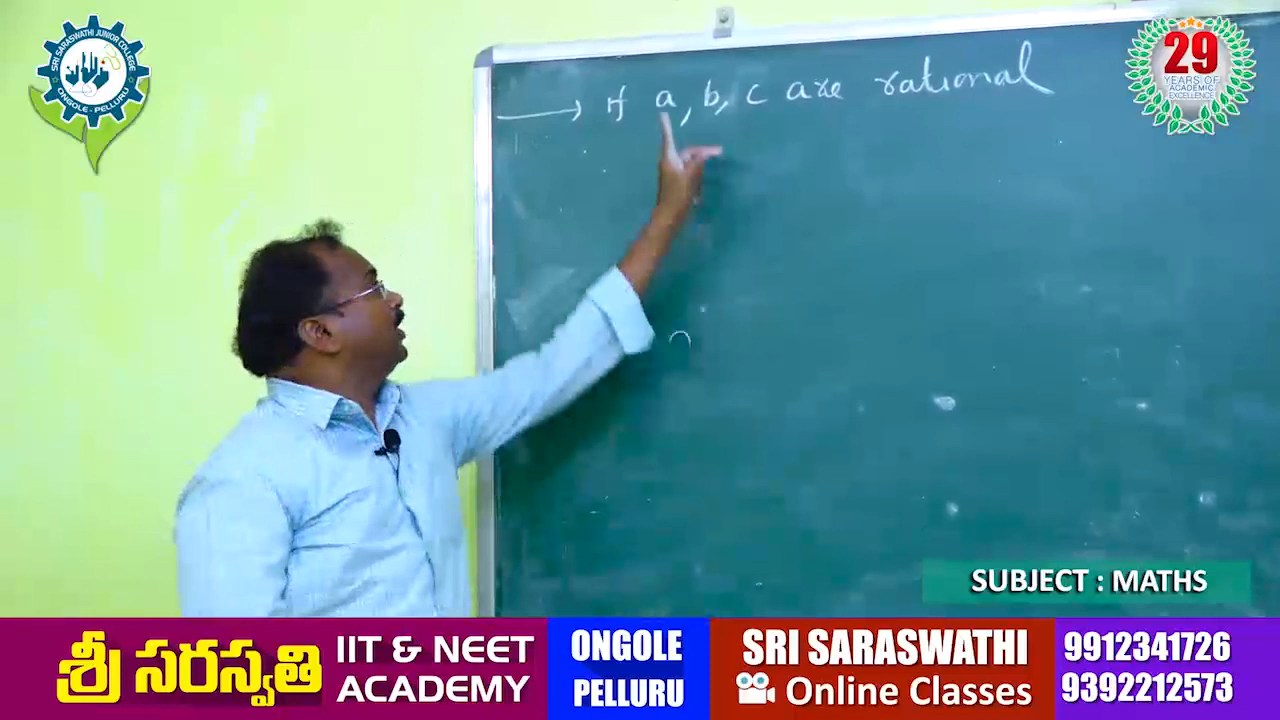 SRI SARASWATHI JUNIOR COLLEGE
ONGOLE - PELLURU
→ If a, b, c are rational
29
YEARS OF
ACADEMIC
EXCELLENCE
SUBJECT : MATHS
శ్రీ సరస్వతి
IIT & NEET
ACADEMY
ONGOLE
PELLURU
SRI SARASWATHI
Online Classes
9912341726
9392212573